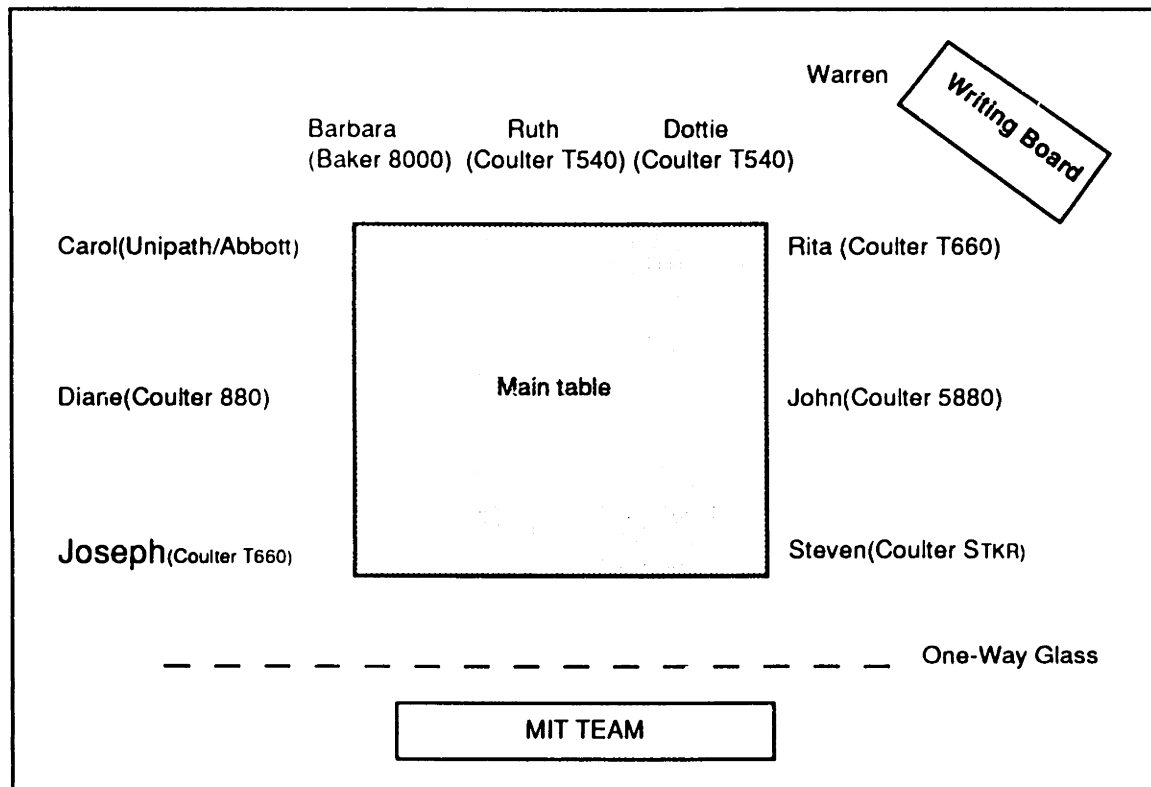 Warren
Writing Board
Barbara Ruth Dottie
(Baker 8000) (Coulter T540) (Coulter T540)
Carol(Unipath/Abbott) Rita (Coulter T660)
Diane(Coulter 880) Main table John(Coulter 5880)
Joseph(Coulter T660) Steven(Coulter STKR)
One-Way Glass
MIT TEAM